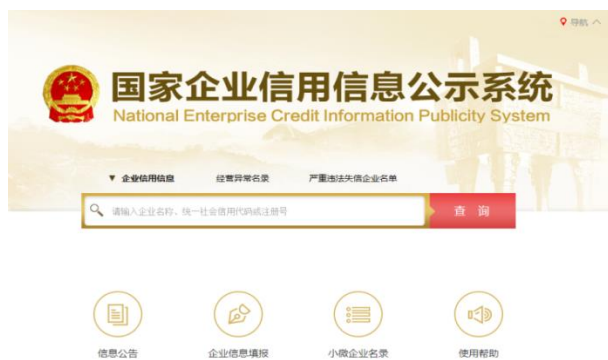 导航
国家企业信用信息公示系统
National Enterprise Credit Information Publicity System
▼ 企业信用信息 经营异常名录 严重违法失信企业名单
请输入企业名称、统一社会信用代码或注册号 查 询
信息公告 企业信息填报 小微企业名录 使用帮助